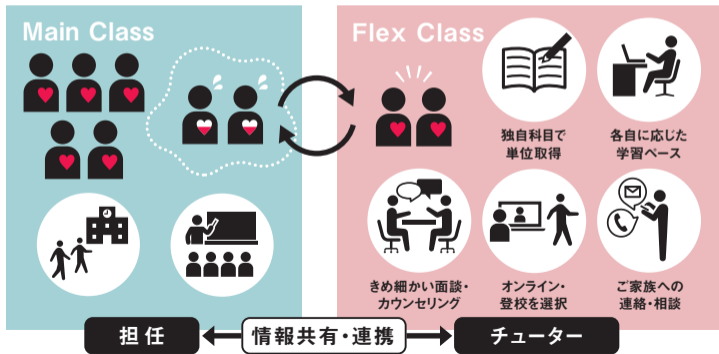 Main Class
Flex Class
独自科目で
単位取得
各自に応じた
学習ペース
きめ細かい面談・
カウンセリング
オンライン・
登校を選択
ご家族への
連絡・相談
担任
情報共有・連携
チューター